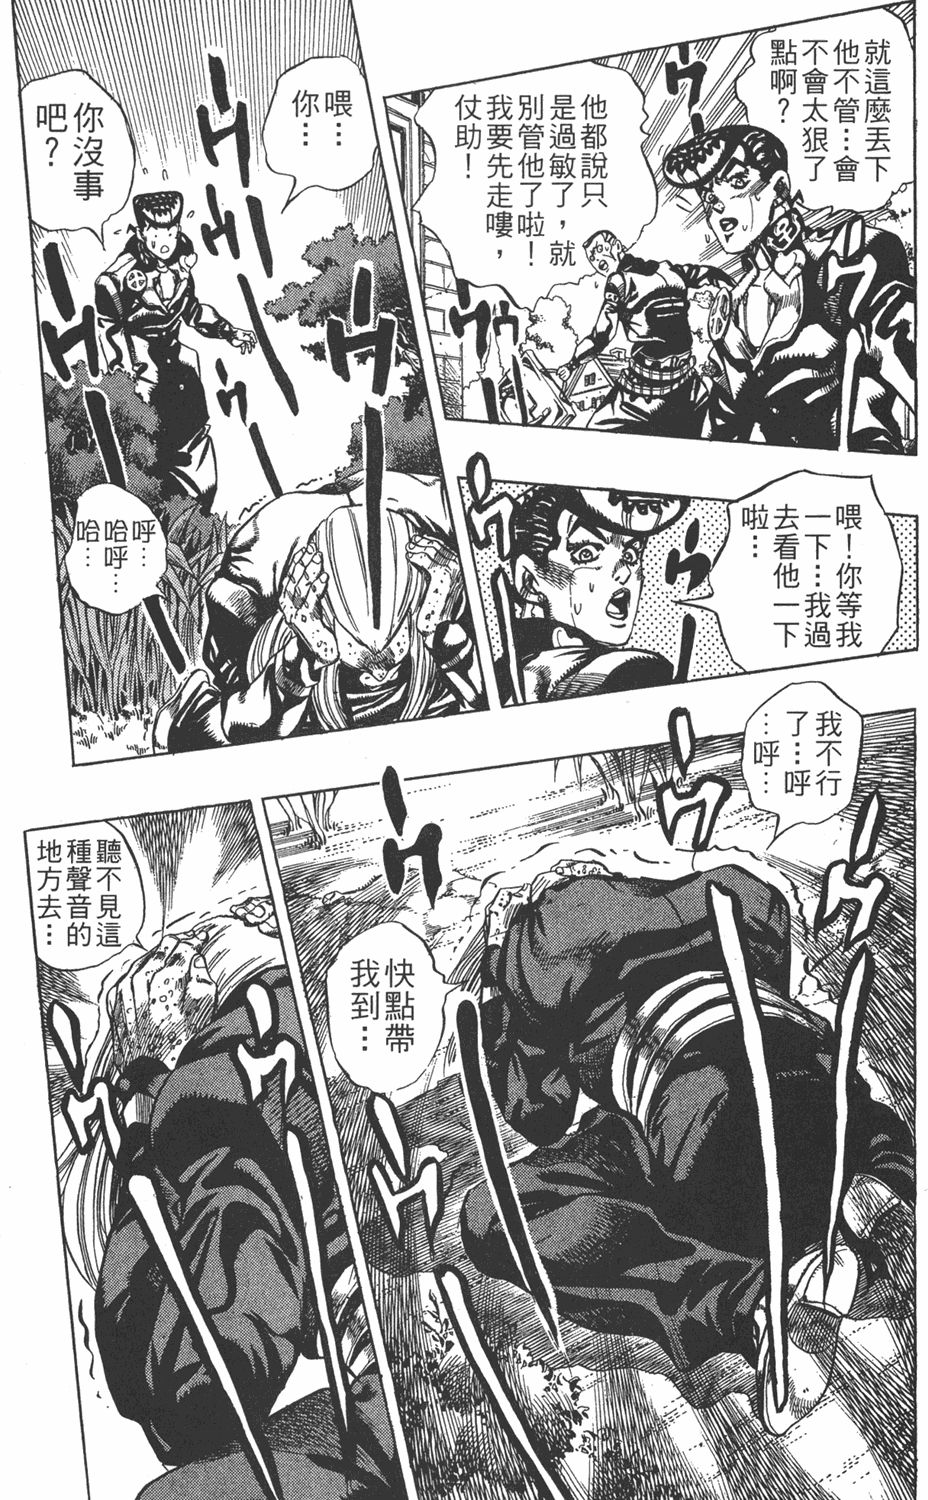 就這麼丟下
他不管…會
不會太狠了
點啊？
他都說只
是過敏了，就
別管他了啦！
我要先走嘍，
仗助！
喂！你等我
一下…我過
去看他一下
啦…
喂…
你…
你沒事
吧？
呼…
哈呼…
哈…
我不行
了…呼
…呼…
快點帶
我到…
聽不見這
種聲音的
地方去…